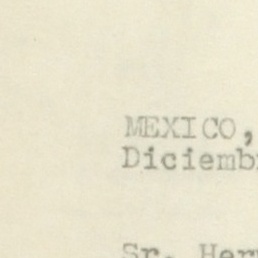 MEXICO,
Diciemb
Sr. Her